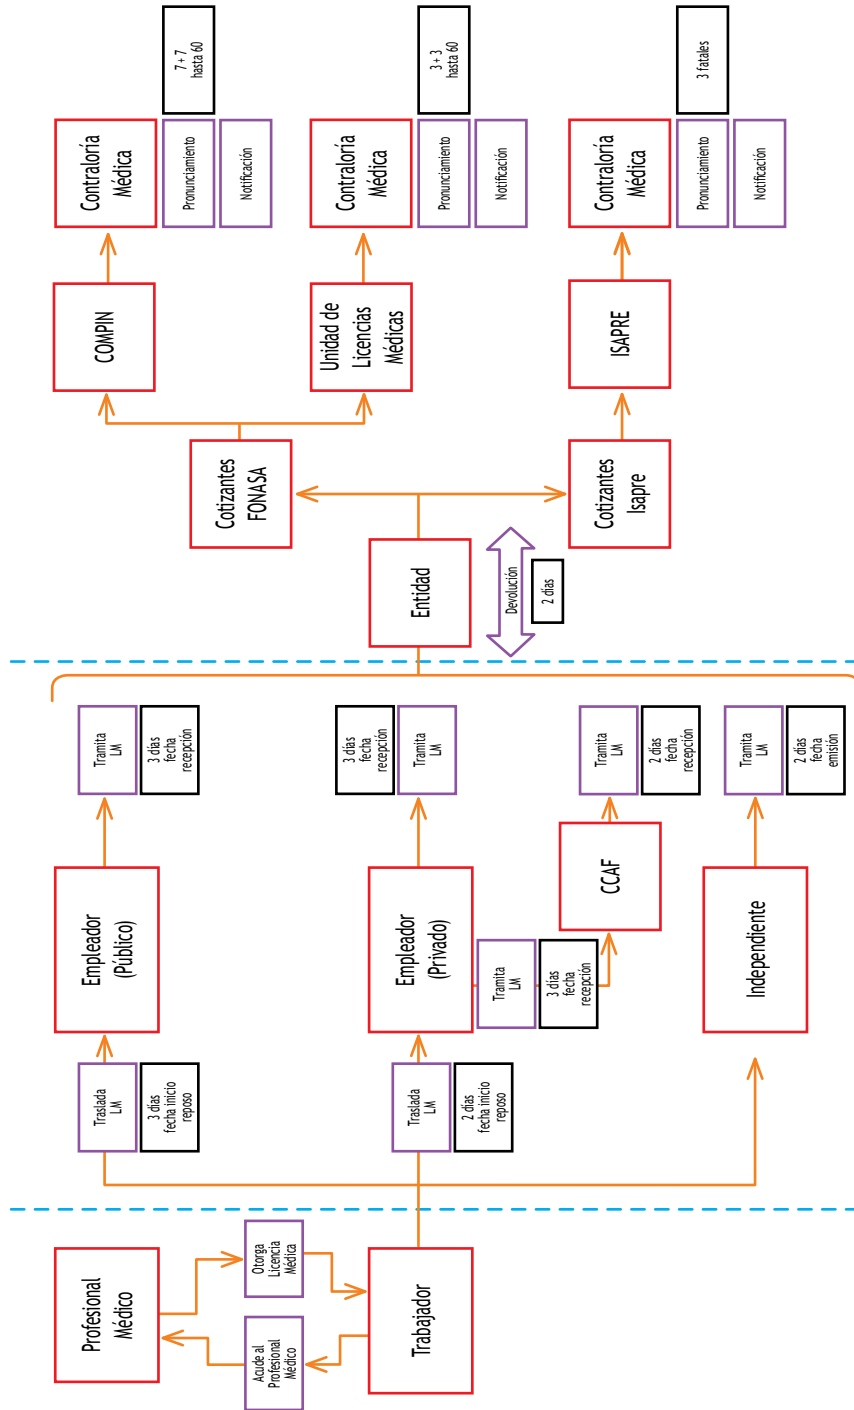 Profesional
Médico
Acude al
Profesional
Médico
Otorga
Licencia
Médica
Trabajador
Traslada
LM
3 días
fecha inicio
reposo
Empleador
(Público)
Tramita
LM
3 días
fecha
recepción
Traslada
LM
2 días
fecha inicio
reposo
Empleador
(Privado)
3 días
fecha
recepción
Tramita
LM
Tramita
LM
3 días
fecha
recepción
CCAF
Tramita
LM
2 días
fecha
recepción
Independiente
Tramita
LM
2 días
fecha
emisión
Entidad
Devolución
2 días
Cotizantes
FONASA
Cotizantes
Isapre
COMPIN
Unidad de
Licencias
Médicas
ISAPRE
Contraloría
Médica
Pronunciamiento
Notificación
7 + 7
hasta 60
Contraloría
Médica
Pronunciamiento
Notificación
3 + 3
hasta 60
Contraloría
Médica
Pronunciamiento
Notificación
3 fatales